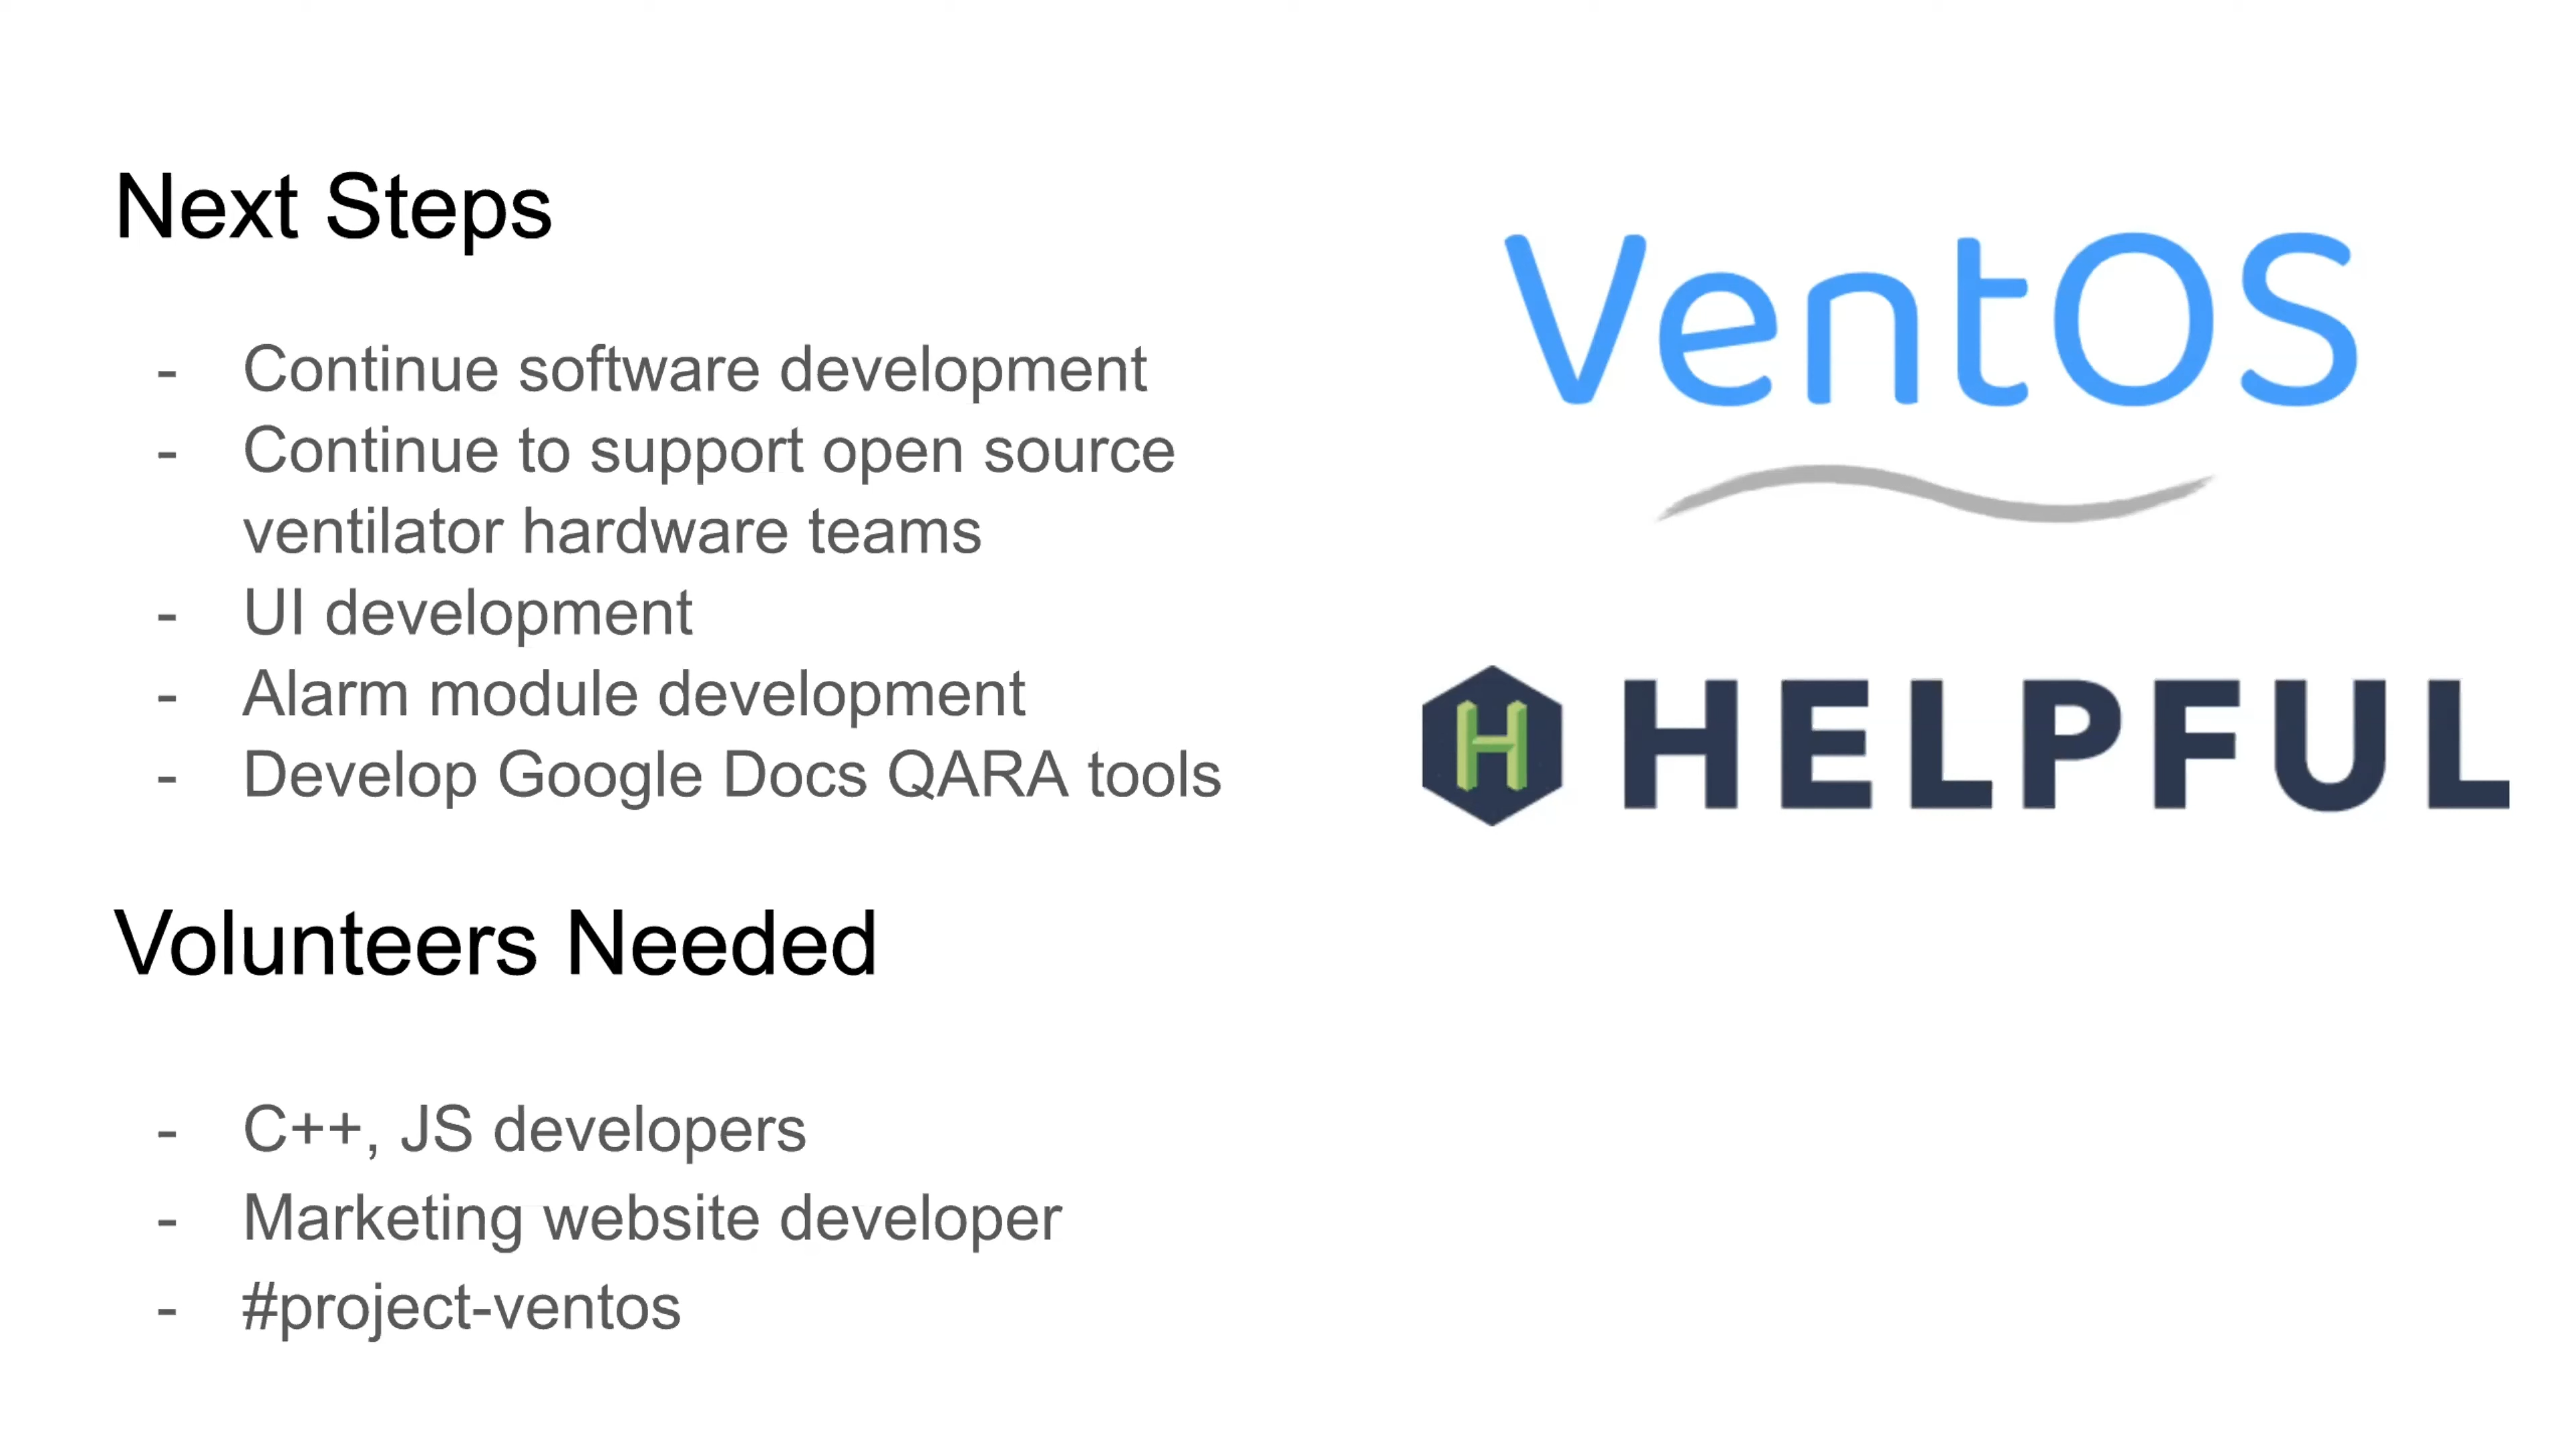 Next Steps
- Continue software development
- Continue to support open source
ventilator hardware teams
- UI development
- Alarm module development
- Develop Google Docs QARA tools
Volunteers Needed
- C++, JS developers
- Marketing website developer
- #project-ventos
VentOS
H HELPFUL